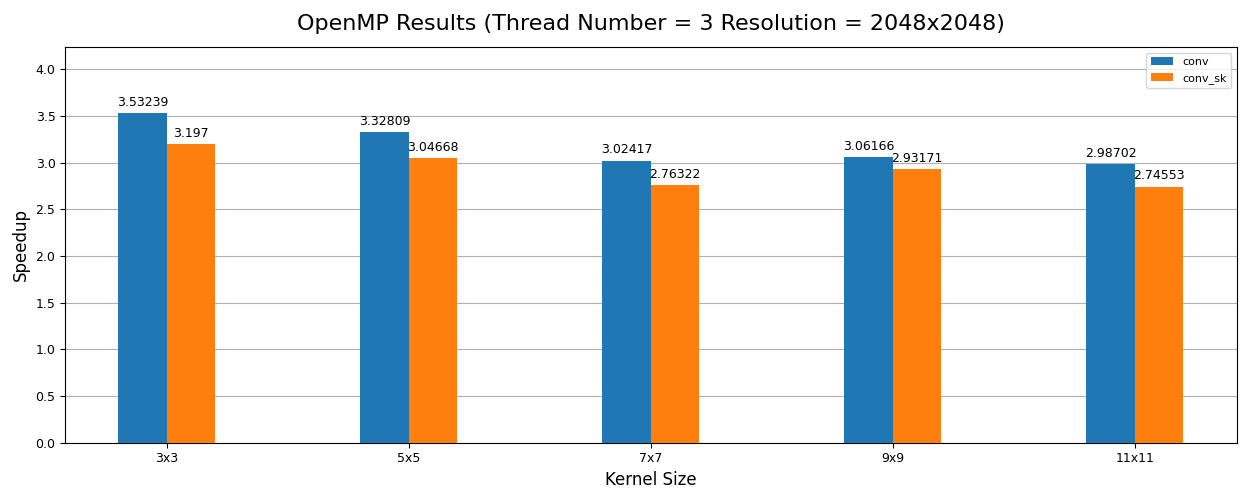 OpenMP Results (Thread Number = 3 Resolution = 2048x2048)
conv
conv_sk
4.0
3.5
3.0
2.5
2.0
1.5
1.0
0.5
0.0
Speedup
3.53239
3.197
3.32809
3.04668
3.02417
2.76322
3.06166
2.93171
2.98702
2.74553
3x3
5x5
7x7
9x9
11x11
Kernel Size